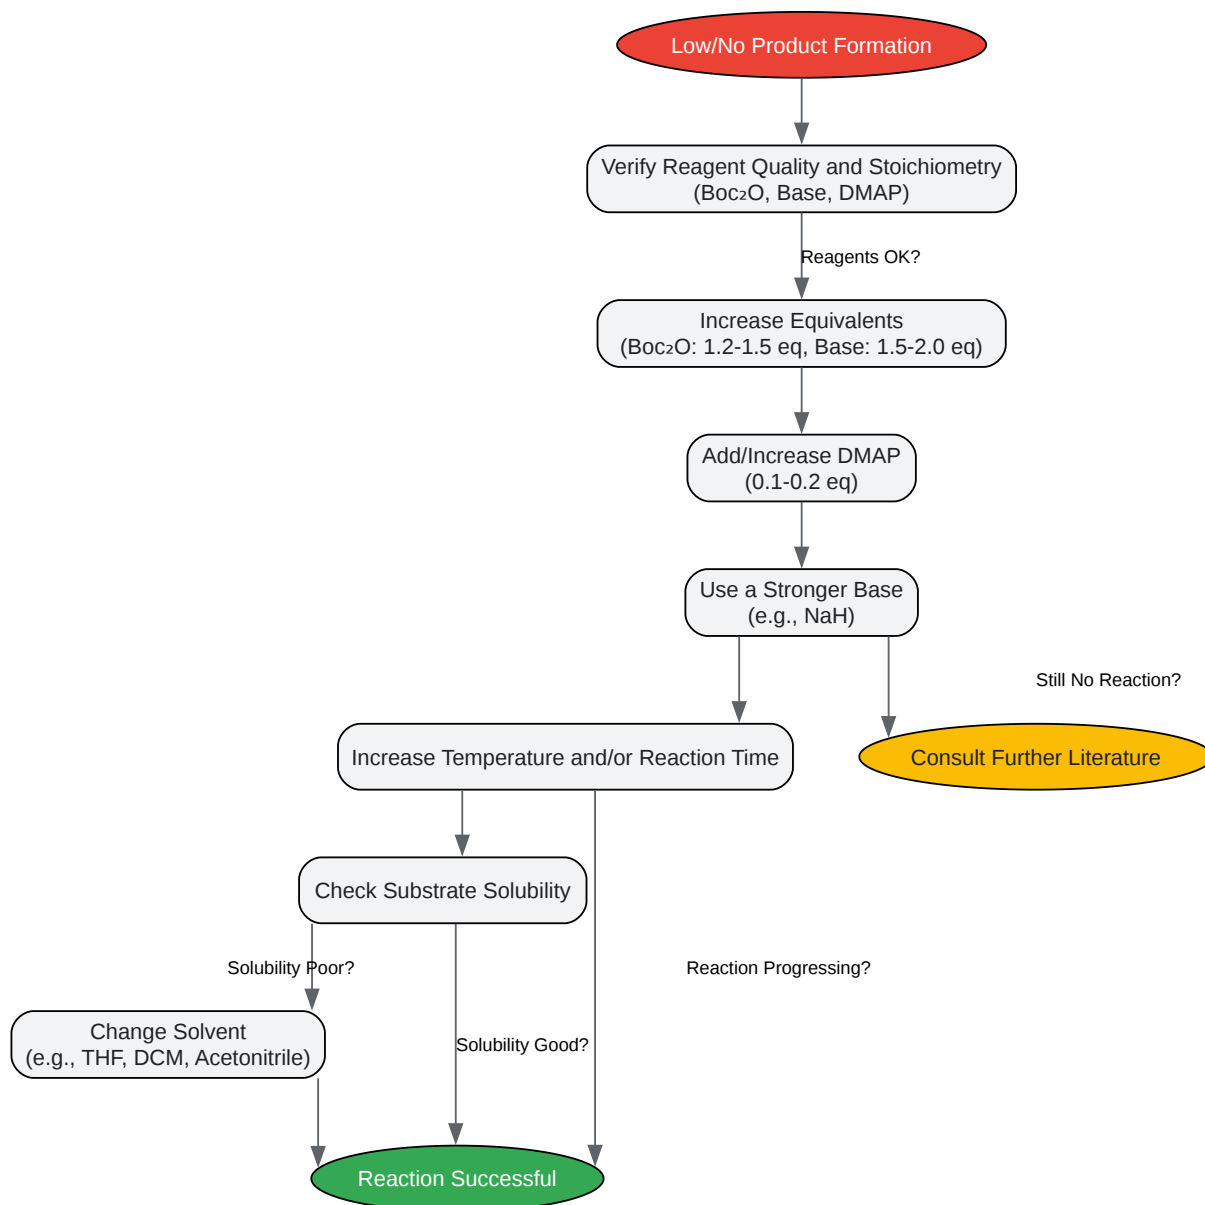 Low/No Product Formation
Verify Reagent Quality and Stoichiometry
(Boc₂O, Base, DMAP)
Reagents OK?
Increase Equivalents
(Boc₂O: 1.2-1.5 eq, Base: 1.5-2.0 eq)
Add/Increase DMAP
(0.1-0.2 eq)
Use a Stronger Base
(e.g., NaH)
Still No Reaction?
Increase Temperature and/or Reaction Time
Consult Further Literature
Check Substrate Solubility
Solubility Poor?
Reaction Progressing?
Change Solvent
(e.g., THF, DCM, Acetonitrile)
Solubility Good?
Reaction Successful